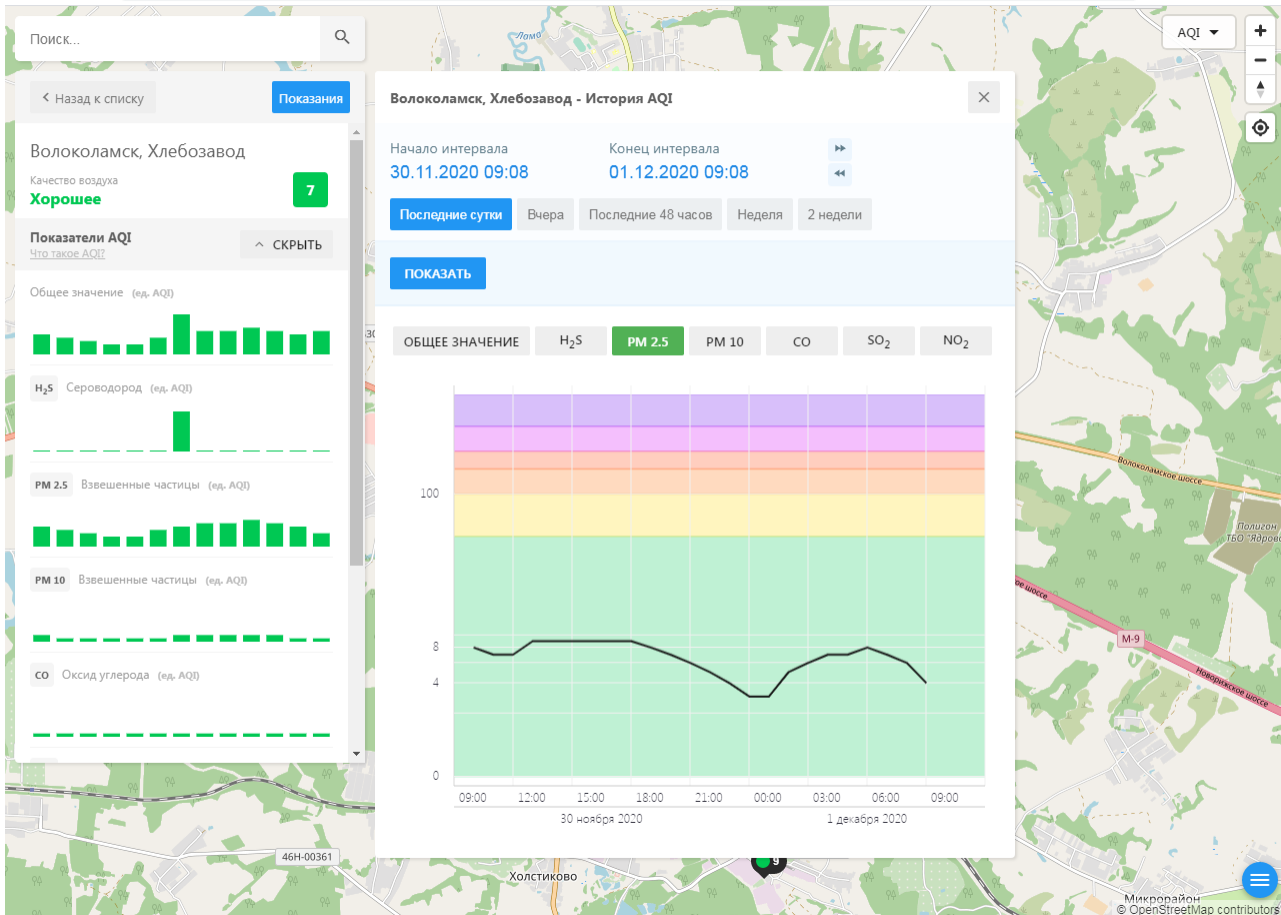 Поиск...
Назад к списку
Показания
Волоколамск, Хлебозавод
Качество воздуха
Хорошее
7
Показатели AQI
Что такое AQI?
СКРЫТЬ
Общее значение (ед. AQI)
H2S Сероводород (ед. AQI)
PM 2.5 Взвешенные частицы (ед. AQI)
PM 10 Взвешенные частицы (ед. AQI)
CO Оксид углерода (ед. AQI)
Волоколамск, Хлебозавод - История AQI
Начало интервала
Конец интервала
30.11.2020 09:08
01.12.2020 09:08
Последние сутки
Вчера
Последние 48 часов
Неделя
2 недели
ПОКАЗАТЬ
ОБЩЕЕ ЗНАЧЕНИЕ
H2S
PM 2.5
PM 10
CO
SO2
NO2
100
8
4
0
09:00 12:00 15:00 18:00 21:00 00:00 03:00 06:00 09:00
30 ноября 2020
1 декабря 2020
AQI
Ломо
Волоколамское шоссе
Полигон
ТБО "Ядрово
М-9
Новорижское шоссе
46Н-00361
Холстиково
9
Микрорайон
© OpenStreetMap contributors